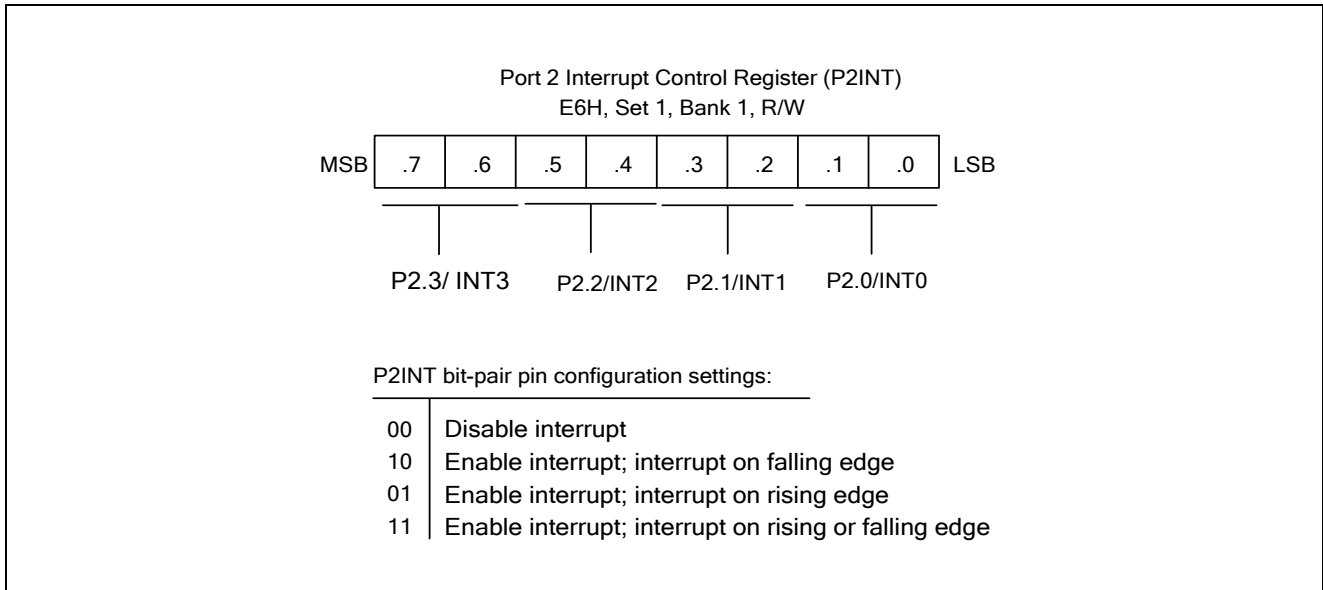 Port 2 Interrupt Control Register (P2INT)
E6H, Set 1, Bank 1, R/W
MSB .7 .6 .5 .4 .3 .2 .1 .0 LSB
P2.3/ INT3 P2.2/INT2 P2.1/INT1 P2.0/INT0
P2INT bit-pair pin configuration settings:
00 Disable interrupt
10 Enable interrupt; interrupt on falling edge
01 Enable interrupt; interrupt on rising edge
11 Enable interrupt; interrupt on rising or falling edge